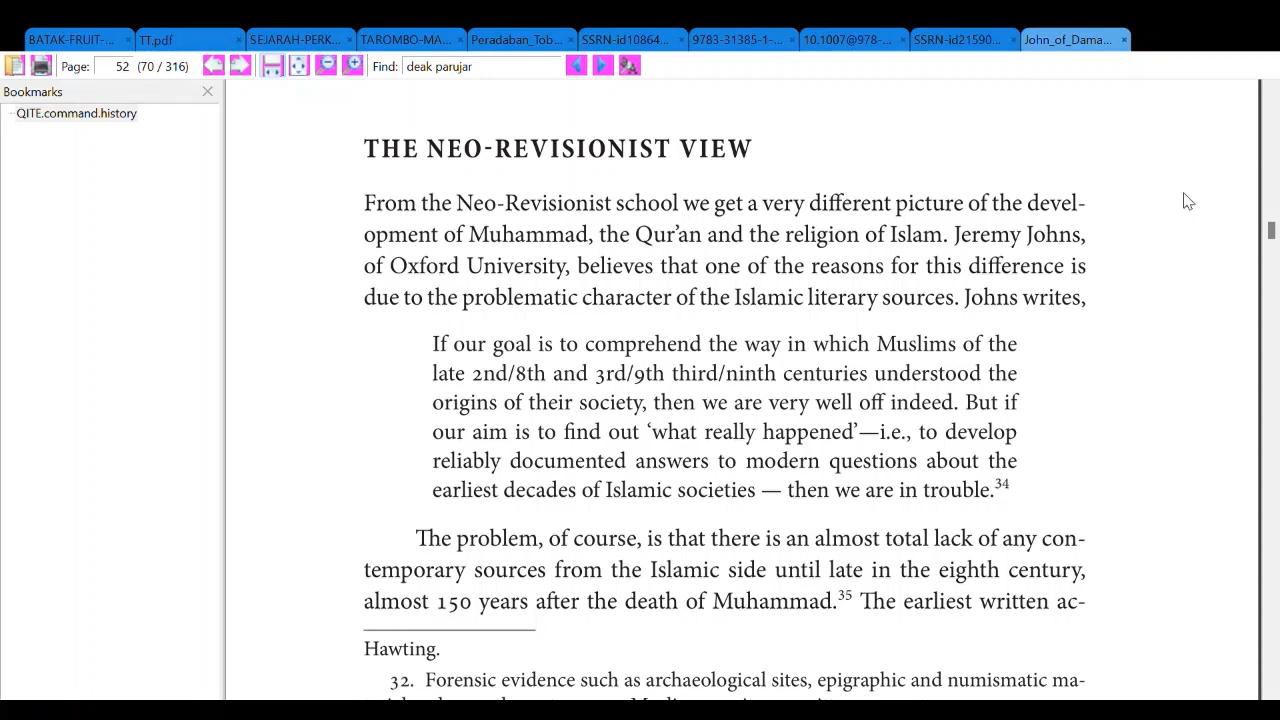 BATAK-FRUIT-... TT.pdf SEJARAH-PERK... TAROMBO-MA... Peradaban_Tob... SSRN-id10864... 9783-31385-1-... 10.1007@978-... SSRN-id21590... John_of_Dama...
Page: 52 (70 / 316) Find: deak parujar
Bookmarks
QITE.command.history
THE NEO-REVISIONIST VIEW
From the Neo-Revisionist school we get a very different picture of the devel-
opment of Muhammad, the Qur’an and the religion of Islam. Jeremy Johns,
of Oxford University, believes that one of the reasons for this difference is
due to the problematic character of the Islamic literary sources. Johns writes,
If our goal is to comprehend the way in which Muslims of the
late 2nd/8th and 3rd/9th third/ninth centuries understood the
origins of their society, then we are very well off indeed. But if
our aim is to find out ‘what really happened’—i.e., to develop
reliably documented answers to modern questions about the
earliest decades of Islamic societies — then we are in trouble.34
The problem, of course, is that there is an almost total lack of any con-
temporary sources from the Islamic side until late in the eighth century,
almost 150 years after the death of Muhammad.35 The earliest written ac-
Hawting.
32. Forensic evidence such as archaeological sites, epigraphic and numismatic ma-